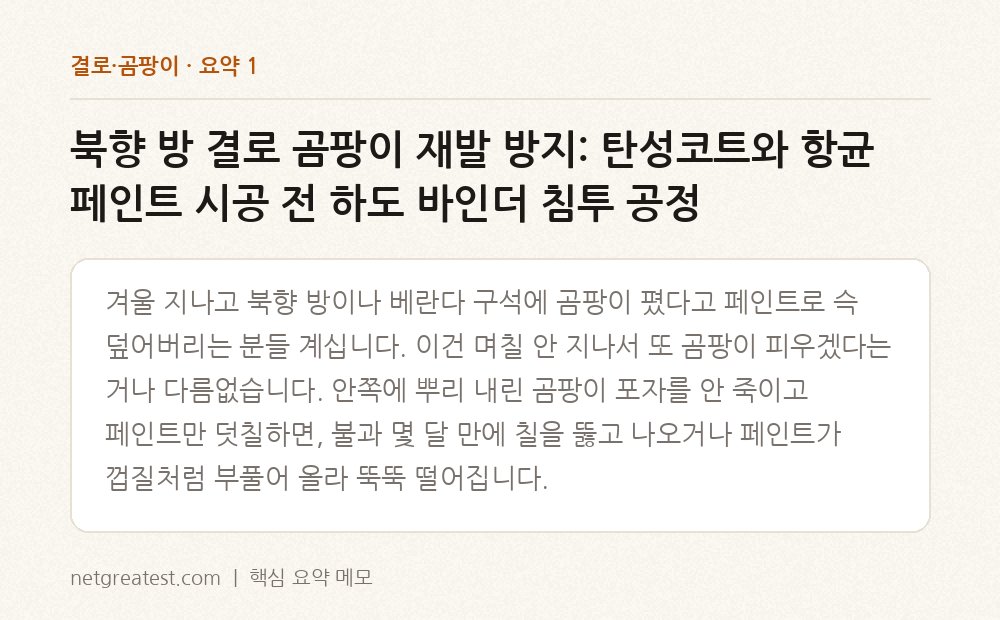 결로·곰팡이 · 요약 1
북향 방 결로 곰팡이 재발 방지: 탄성코트와 항균
페인트 시공 전 하도 바인더 침투 공정
겨울 지나고 북향 방이나 베란다 구석에 곰팡이 폈다고 페인트로 슥
덮어버리는 분들 계십니다. 이건 며칠 안 지나서 또 곰팡이 피우겠다는
거나 다름없습니다. 안쪽에 뿌리 내린 곰팡이 포자를 안 죽이고
페인트만 덧칠하면, 불과 몇 달 만에 칠을 뚫고 나오거나 페인트가
껍질처럼 부풀어 올라 뚝뚝 떨어집니다.
netgreatest.com | 핵심 요약 메모